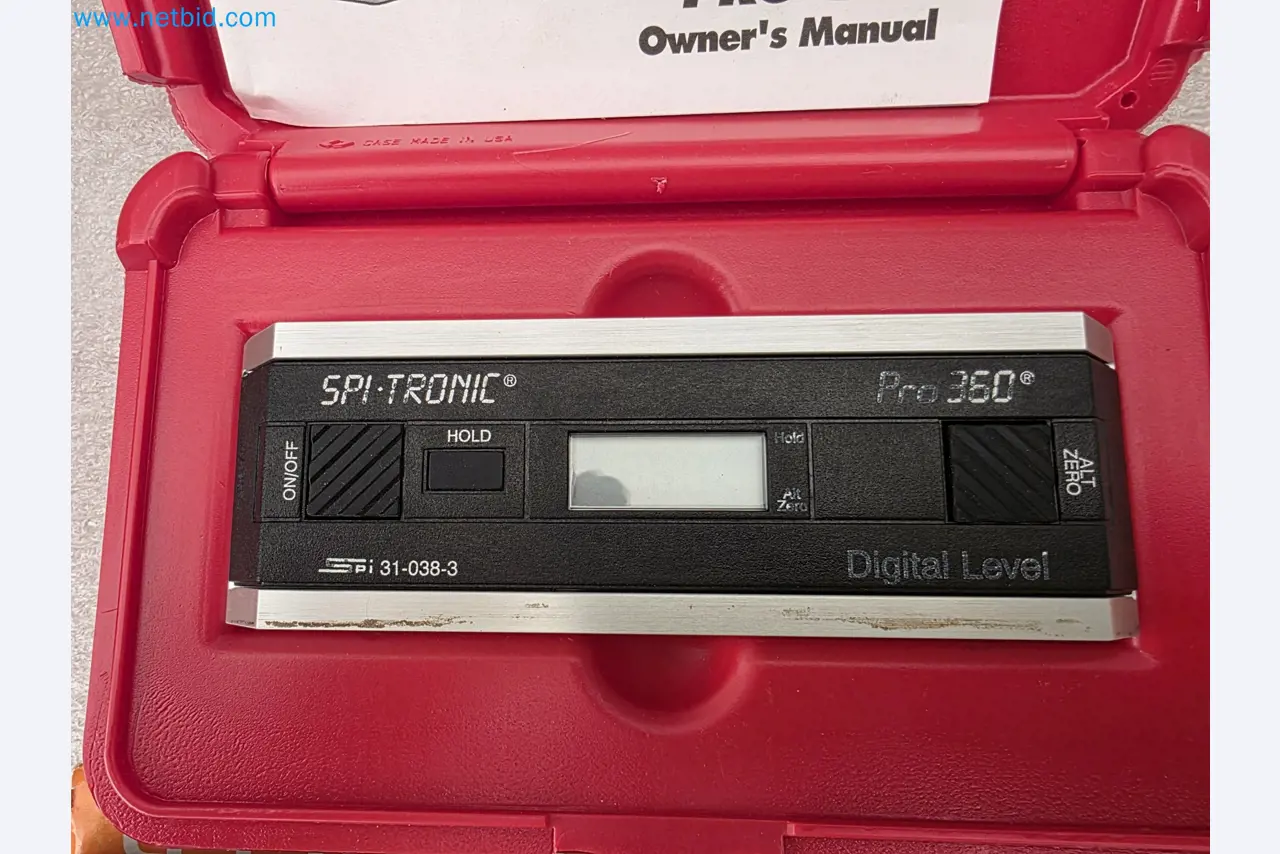 www.netbid.com
Owner's Manual
CASE MADE IN USA
SPI-TRONIC®
Pro 360®
ON/OFF
HOLD
Hold
Alt
Zero
ALT
ZERO
Spi 31-038-3
Digital Level